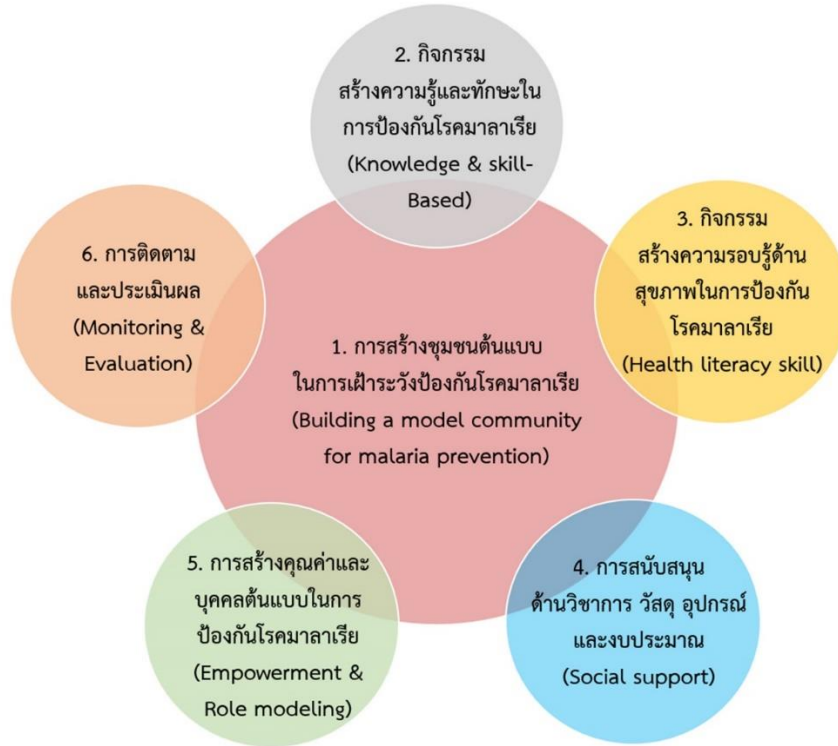 2. กิจกรรม
สร้างความรู้และทักษะใน
การป้องกันโรคมาลาเรีย
(Knowledge & skill-
Based)
6. การติดตาม
และประเมินผล
(Monitoring &
Evaluation)
3. กิจกรรม
สร้างความรอบรู้ด้าน
สุขภาพในการป้องกัน
โรคมาลาเรีย
(Health literacy skill)
1. การสร้างชุมชนต้นแบบ
ในการเฝ้าระวังป้องกันโรคมาลาเรีย
(Building a model community
for malaria prevention)
5. การสร้างคุณค่าและ
บุคคลต้นแบบในการ
ป้องกันโรคมาลาเรีย
(Empowerment &
Role modeling)
4. การสนับสนุน
ด้านวิชาการ วัสดุ อุปกรณ์
และงบประมาณ
(Social support)